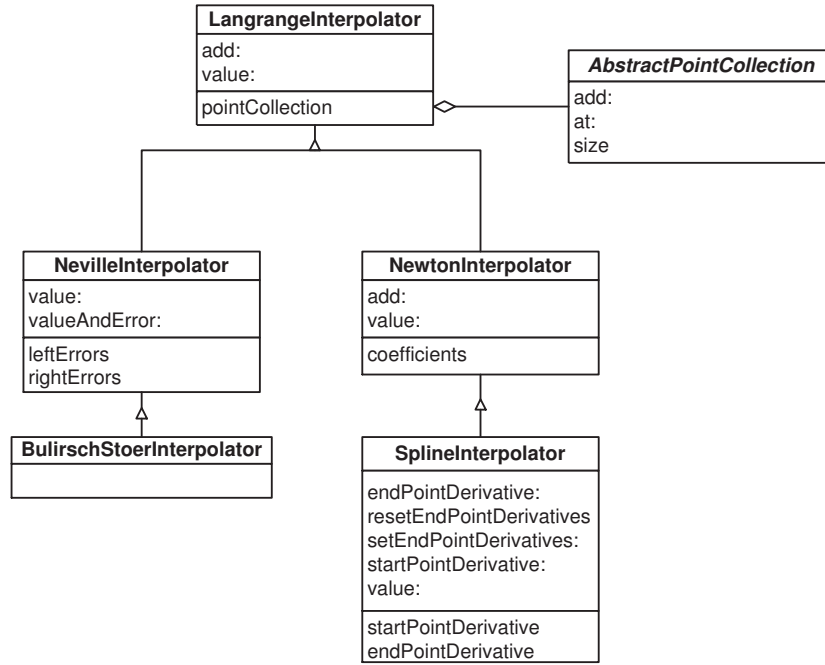 LangrangeInterpolator
add:
value:
pointCollection
AbstractPointCollection
add:
at:
size
NevilleInterpolator
value:
valueAndError:
leftErrors
rightErrors
NewtonInterpolator
add:
value:
coefficients
BulirschStoerInterpolator
SplineInterpolator
endPointDerivative:
resetEndPointDerivatives
setEndPointDerivatives:
startPointDerivative:
value:
startPointDerivative
endPointDerivative